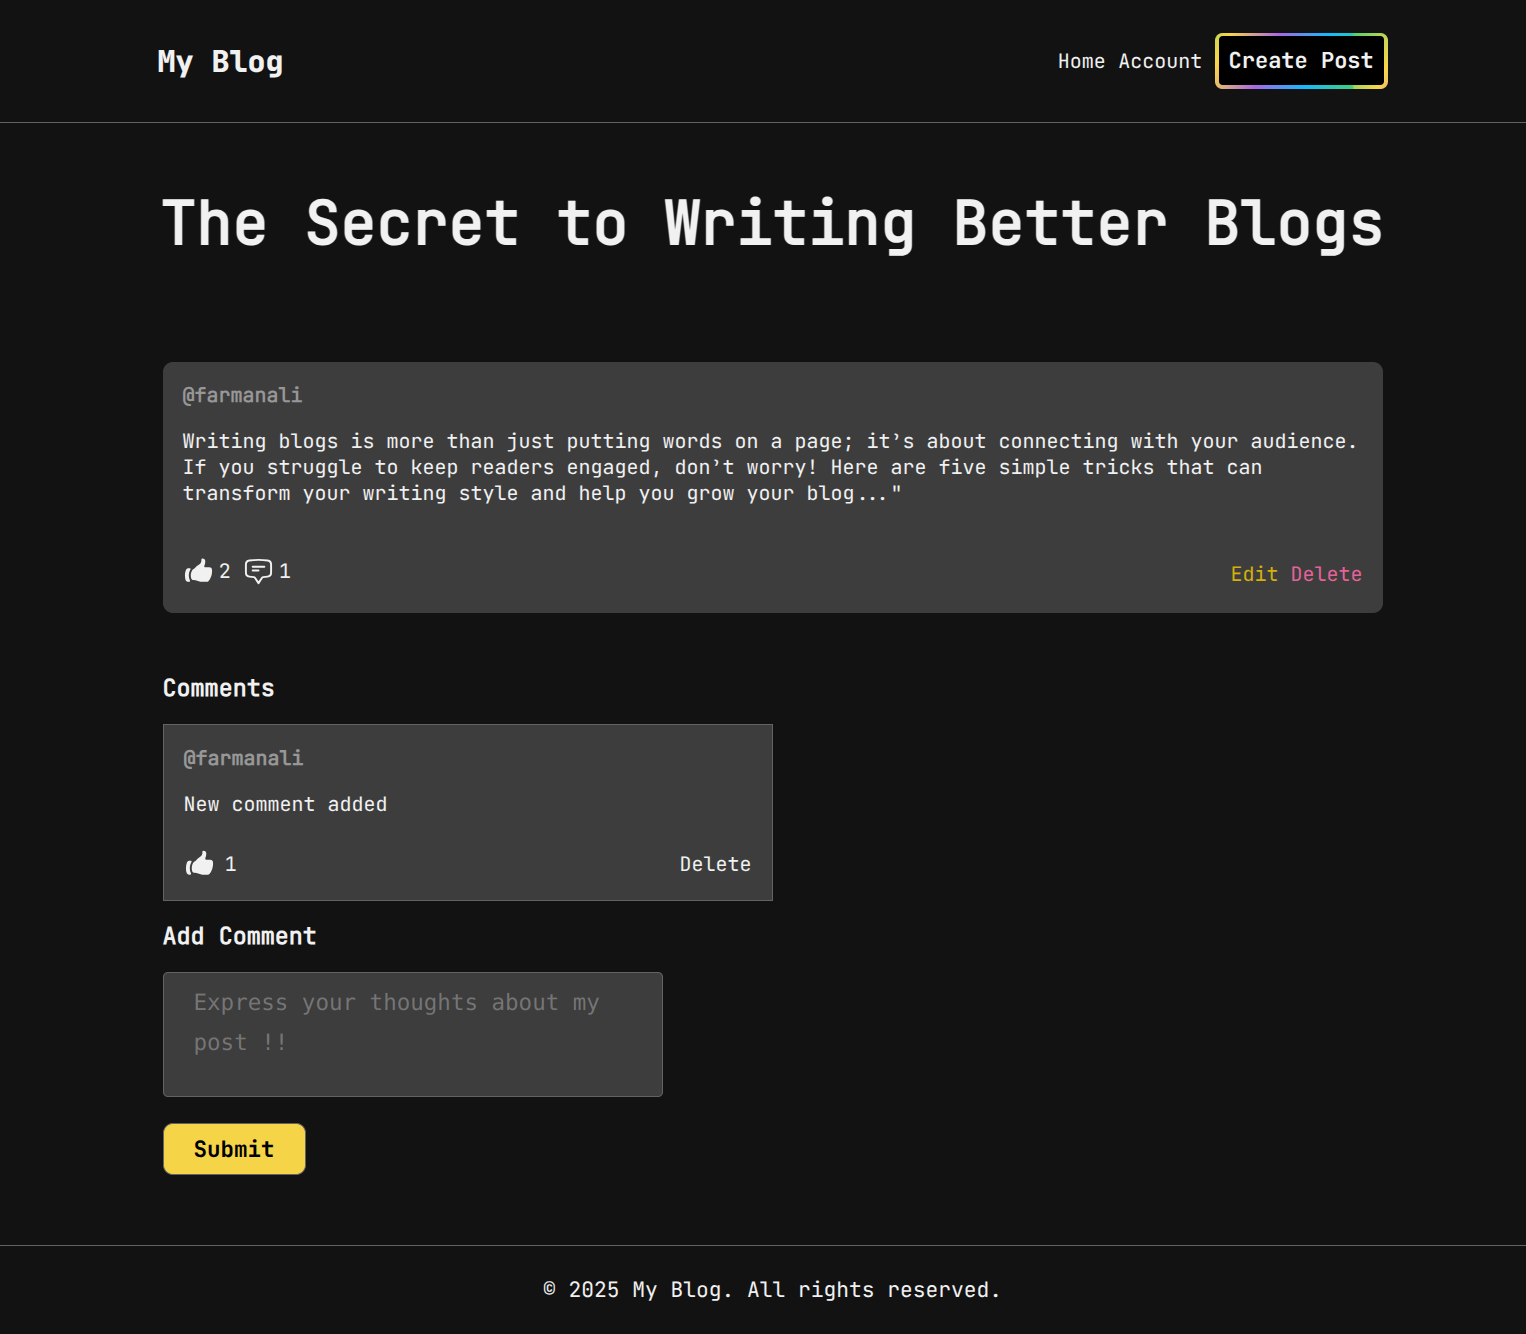 My Blog
Home Account Create Post
The Secret to Writing Better Blogs
@farmanali
Writing blogs is more than just putting words on a page; it’s about connecting with your audience.
If you struggle to keep readers engaged, don’t worry! Here are five simple tricks that can
transform your writing style and help you grow your blog..."
2 1
Edit Delete
Comments
@farmanali
New comment added
1
Delete
Add Comment
Express your thoughts about my
post !!
Submit
© 2025 My Blog. All rights reserved.